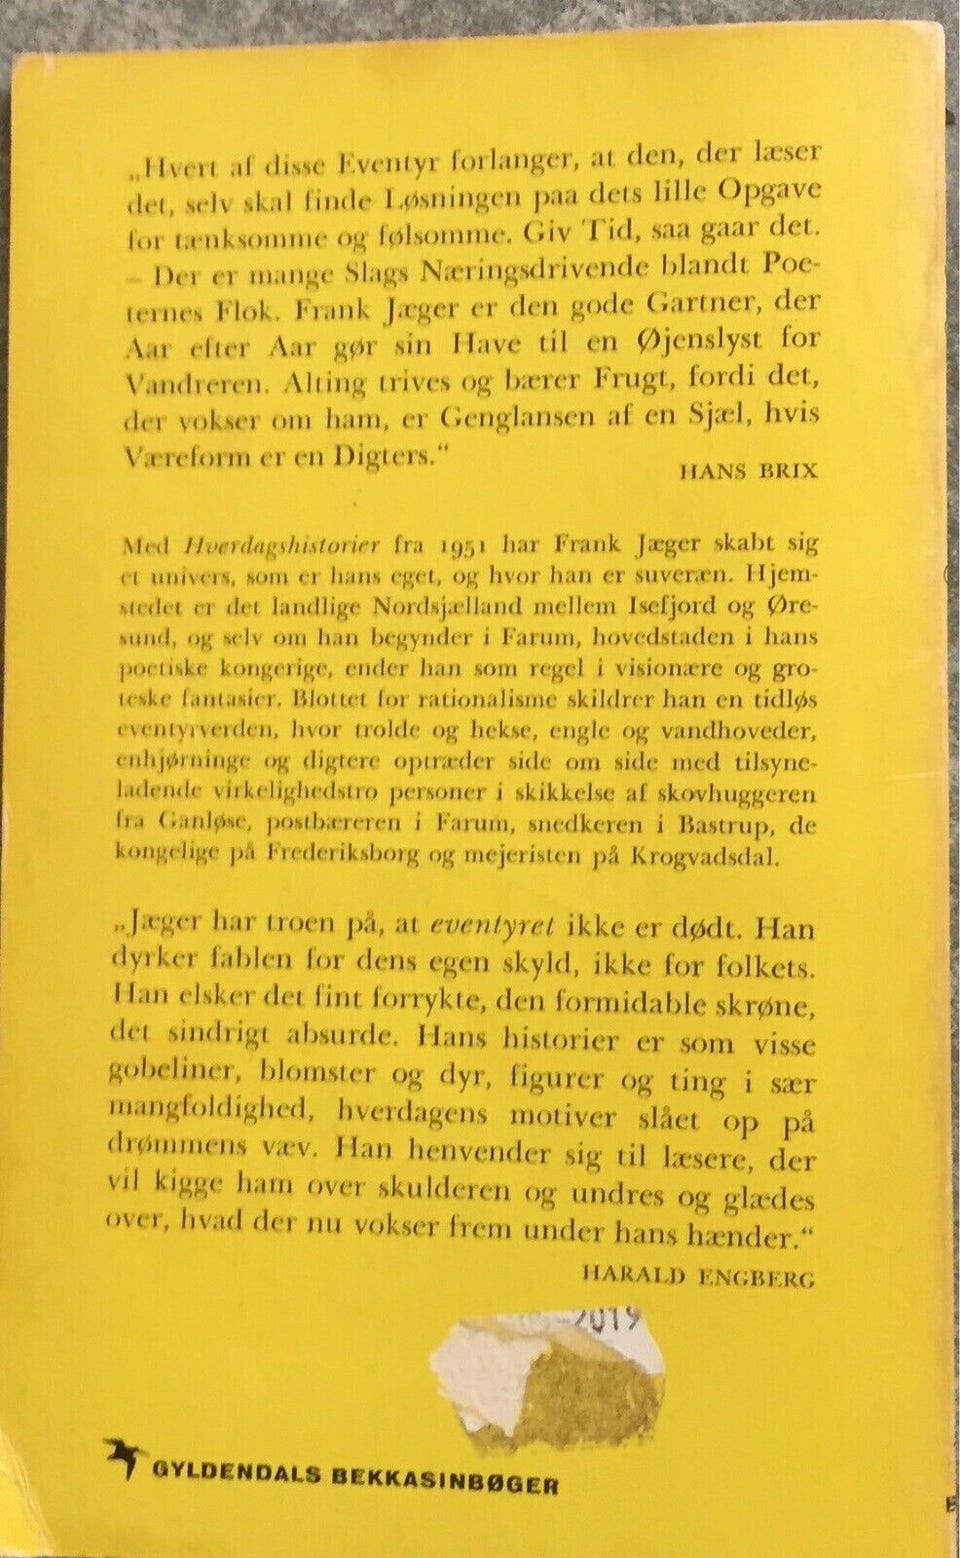 „Hvert af disse Eventyr forlanger, at den, der læser
det, selv skal finde Løsningen paa dets lille Opgave
for tænksomme og følsomme. Giv Tid, saa gaar det.
– Der er mange Slags Næringsdrivende blandt Poe-
ternes Flok. Frank Jæger er den gode Gartner, der
Aar efter Aar gør sin Have til en Øjenslyst for
Vandreren. Alting trives og bærer Frugt, fordi det,
der vokser om ham, er Genglansen af en Sjæl, hvis
Væreform er en Digters.“
HANS BRIX
Med Hverdagshistorier fra 1951 har Frank Jæger skabt sig
et univers, som er hans eget, og hvor han er suveræn. Hjem-
stedet er det landlige Nordsjælland mellem Isefjord og Øre-
sund, og selv om han begynder i Farum, hovedstaden i hans
poetiske kongerige, ender han som regel i visionære og gro-
teske fantasier. Blottet for rationalisme skildrer han en tidløs
eventyrverden, hvor trolde og hekse, engle og vandhoveder,
enhjørninge og digtere optræder side om side med tilsyne-
ladende virkelighedstro personer i skikkelse af skovhuggeren
fra Ganløse, postbæreren i Farum, snedkeren i Bastrup, de
kongelige på Frederiksborg og mejeristen på Krogvadsdal.
„Jæger har troen på, at eventyret ikke er dødt. Han
dyrker fablen for dens egen skyld, ikke for folkets.
Han elsker det fint forrykte, den formidable skrøne,
det sindrigt absurde. Hans historier er som visse
gobeliner, blomster og dyr, figurer og ting i sær
mangfoldighed, hverdagens motiver slået op på
drømmens væv. Han henvender sig til læsere, der
vil kigge ham over skulderen og undres og glædes
over, hvad der nu vokser frem under hans hænder.“
HARALD ENGBERG
-2019
GYLDENDALS BEKKASINBØGER